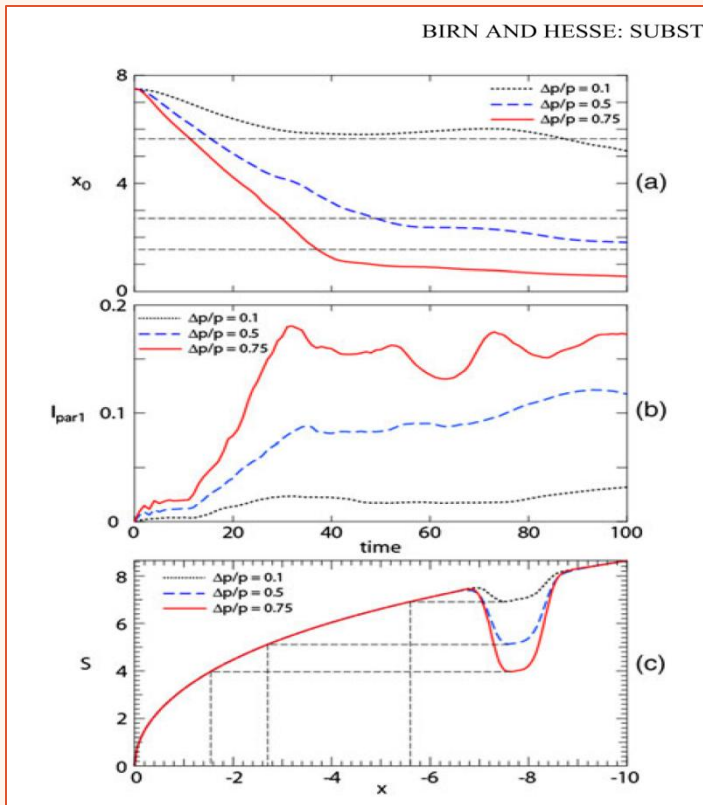 BIRN AND HESSE: SUBST
8
Δp/p = 0.1
Δp/p = 0.5
Δp/p = 0.75
x0
4
(a)
0
0.2
Δp/p = 0.1
Δp/p = 0.5
Δp/p = 0.75
Ipar1
0.1
(b)
0
0 20 40 60 80 100
time
8
Δp/p = 0.1
Δp/p = 0.5
Δp/p = 0.75
6
S
4
(c)
2
0
0 -2 -4 -6 -8 -10
x